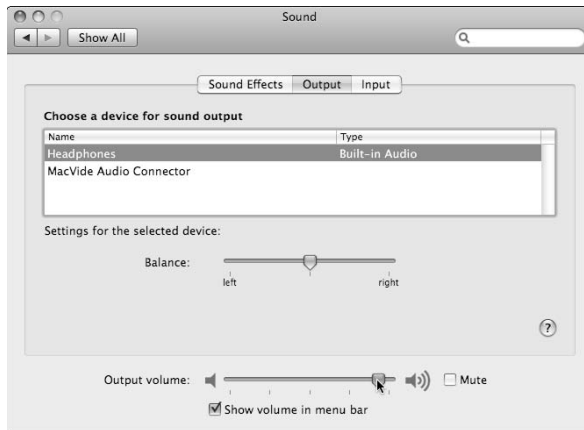 Sound
Show All
Sound Effects Output Input
Choose a device for sound output
Name Type
Headphones Built-in Audio
MacVide Audio Connector
Settings for the selected device:
Balance:
left right
?
Output volume: Mute
Show volume in menu bar